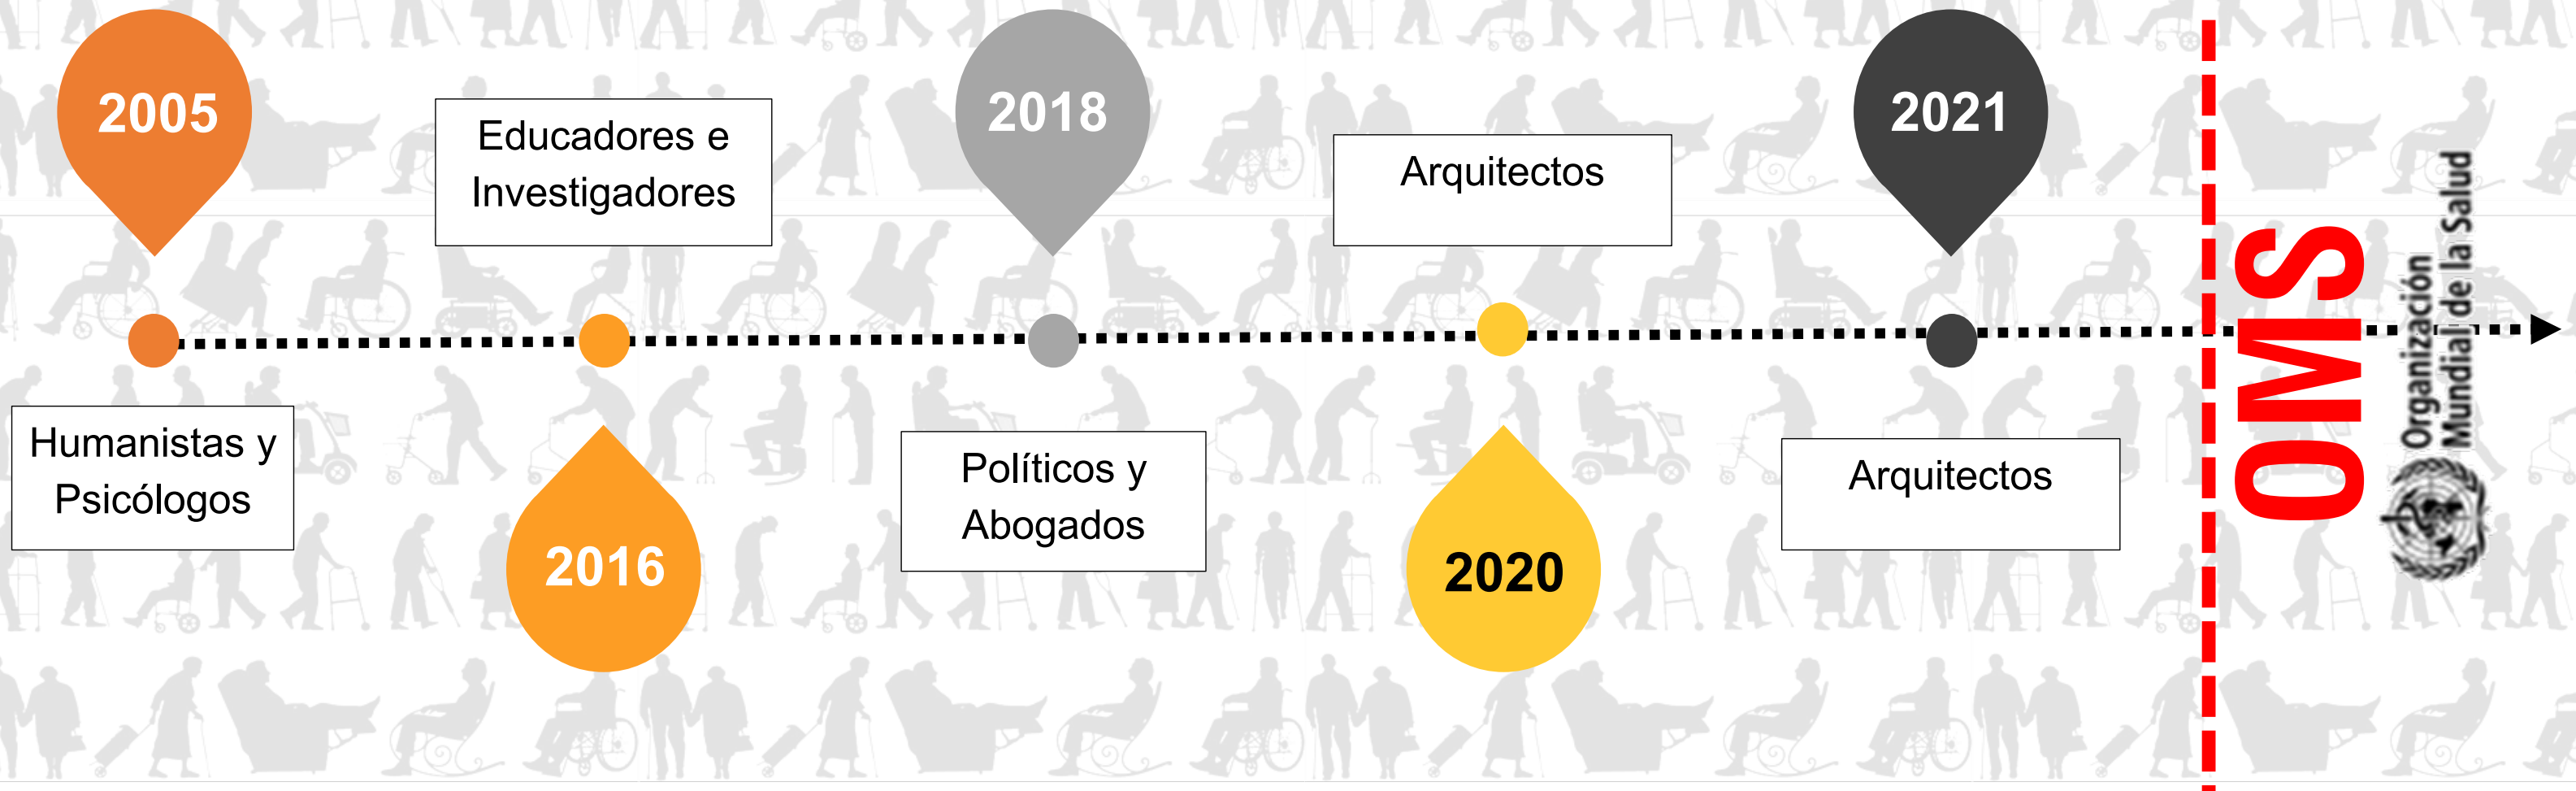 2005
Humanistas y
Psicólogos
Educadores e
Investigadores
2016
2018
Políticos y
Abogados
Arquitectos
2020
2021
Arquitectos
OMS
Organización
Mundial de la Salud